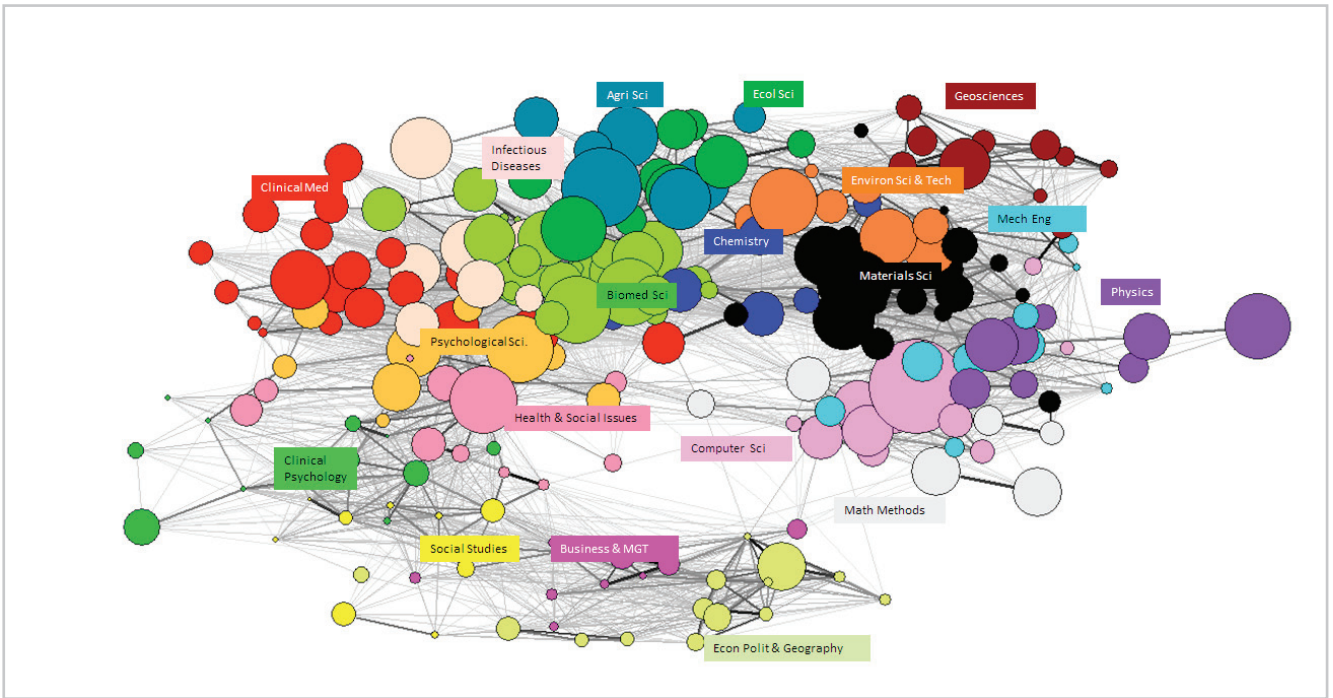 Agri Sci
Ecol Sci
Geosciences
Infectious
Diseases
Clinical Med
Environ Sci & Tech
Mech Eng
Chemistry
Materials Sci
Biomed Sci
Physics
Psychological Sci.
Health & Social Issues
Computer Sci
Clinical
Psychology
Math Methods
Social Studies
Business & MGT
Econ Polit & Geography